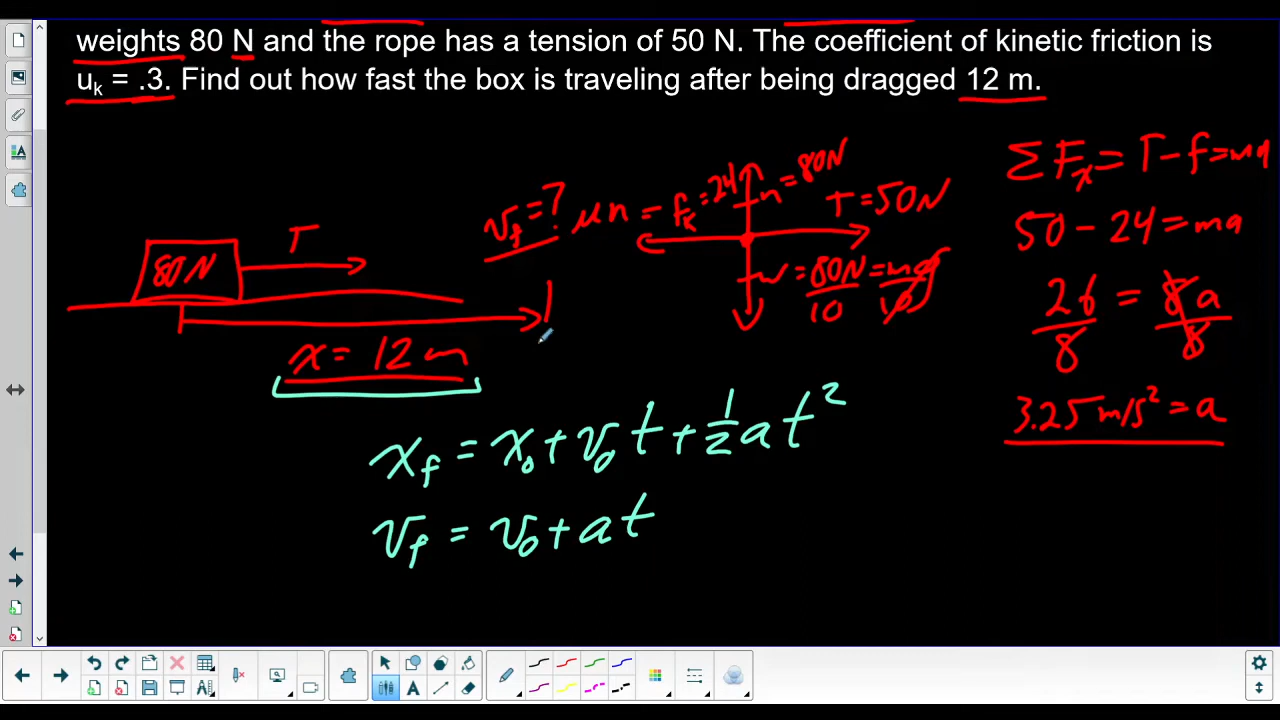 weights 80 N and the rope has a tension of 50 N. The coefficient of kinetic friction is
uk = .3. Find out how fast the box is traveling after being dragged 12 m.
80N
T
x = 12 m
vf = ?
μn = fk = 24
n = 80N
T = 50N
w = 80N = mg
10 10
ΣFx = T - f = ma
50 - 24 = ma
26 = 8a
8 8
3.25 m/s² = a
xf = x0 + v0 t + 1/2 a t²
vf = v0 + at
A
A